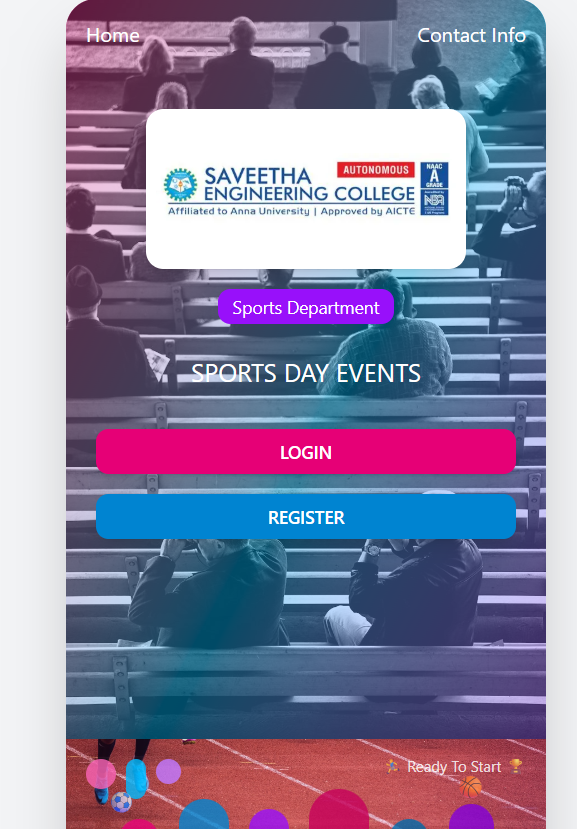 Home
Contact Info
SAVEETHA
AUTONOMOUS
ENGINEERING COLLEGE
Affiliated to Anna University | Approved by AICTE
NAAC
A
GRADE
NBA
Sports Department
SPORTS DAY EVENTS
LOGIN
REGISTER
Ready To Start